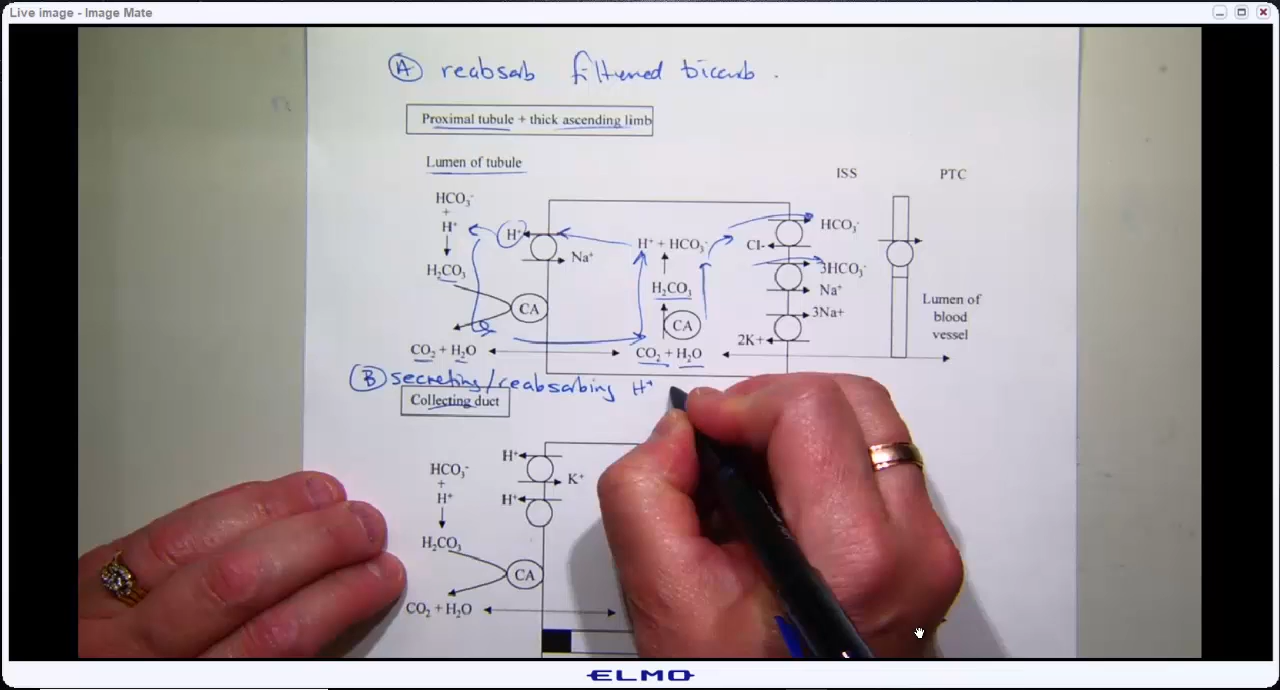 Live image - Image Mate
A reabsorb filtered bicarb.
Proximal tubule + thick ascending limb
Lumen of tubule
ISS PTC
HCO₃⁻
+
H⁺ H⁺ H⁺ + HCO₃⁻ HCO₃⁻
Cl-
Na⁺
H₂CO₃ H₂CO₃ 3HCO₃⁻
Na⁺
CA CA 3Na+
2K+
Lumen of
blood
vessel
CO₂ + H₂O CO₂ + H₂O
B secreting/reabsorbing H⁺
Collecting duct
H⁺
HCO₃⁻ K⁺
+
H⁺ H⁺
H₂CO₃
CA
CO₂ + H₂O
ELMO